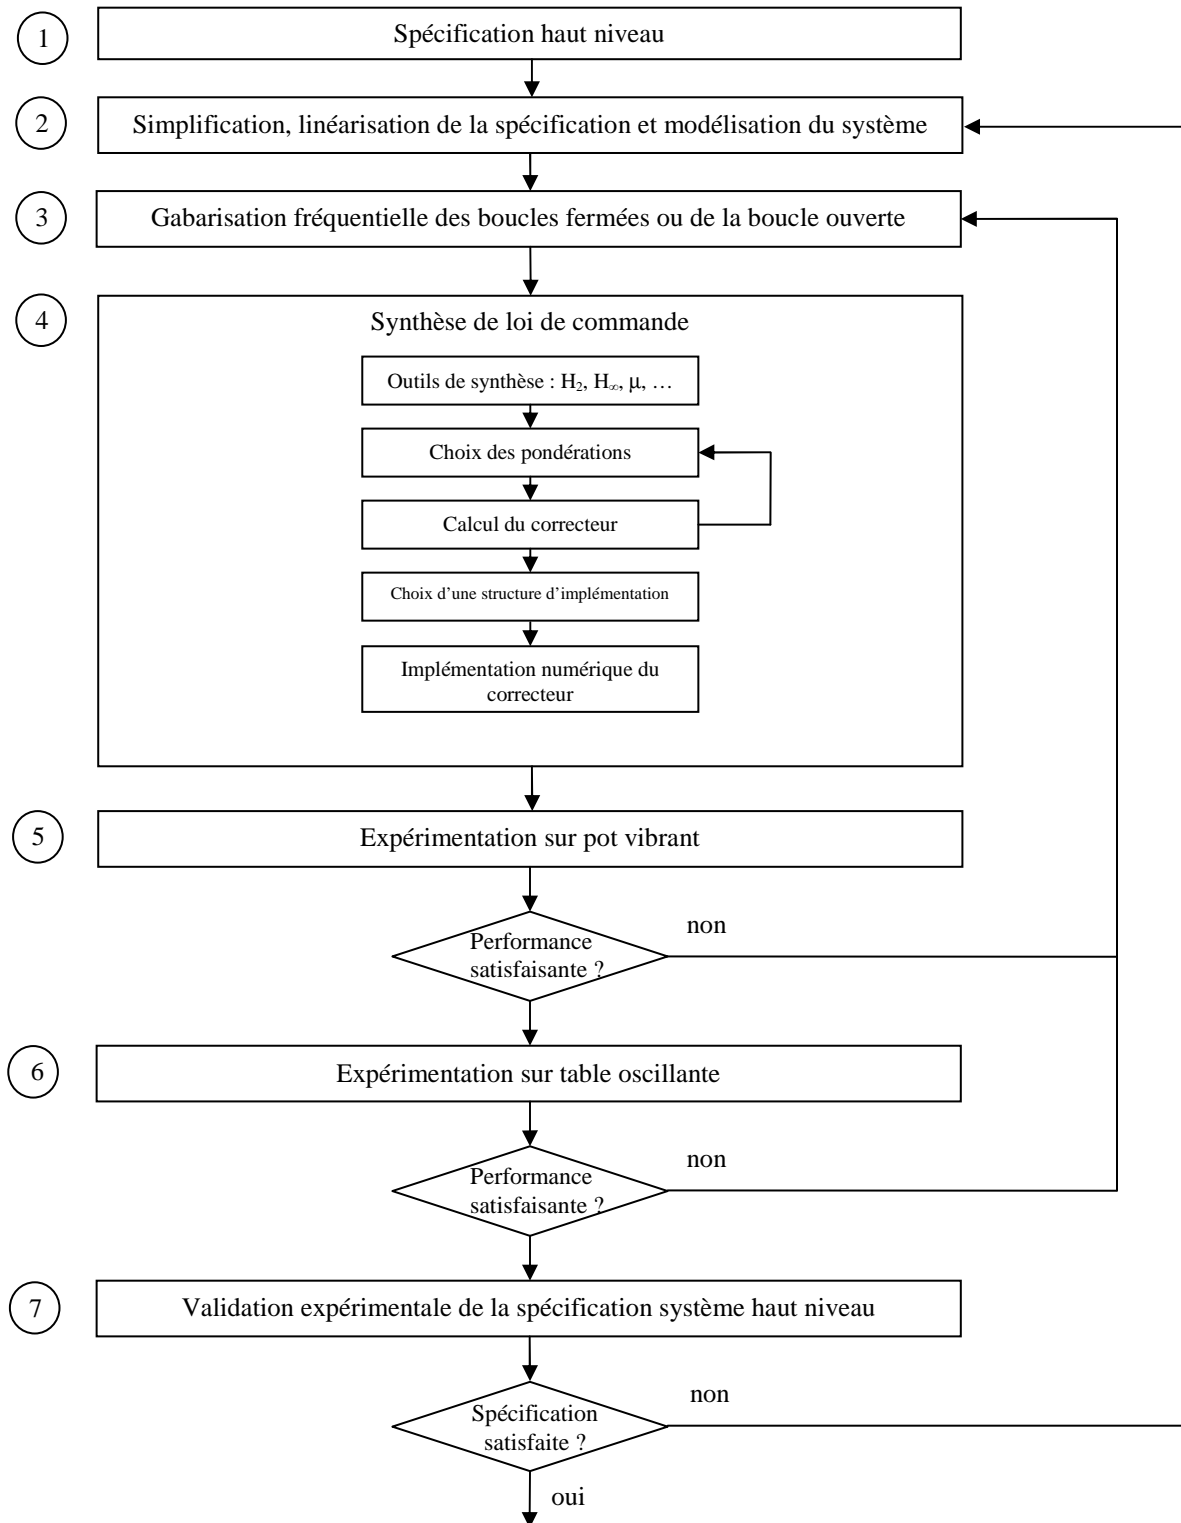 1
Spécification haut niveau
2
Simplification, linéarisation de la spécification et modélisation du système
3
Gabarisation fréquentielle des boucles fermées ou de la boucle ouverte
4
Synthèse de loi de commande
Outils de synthèse : H₂, H∞, μ, …
Choix des pondérations
Calcul du correcteur
Choix d’une structure d’implémentation
Implémentation numérique du
correcteur
5
Expérimentation sur pot vibrant
Performance
satisfaisante ?
non
6
Expérimentation sur table oscillante
Performance
satisfaisante ?
non
7
Validation expérimentale de la spécification système haut niveau
Spécification
satisfaite ?
non
oui